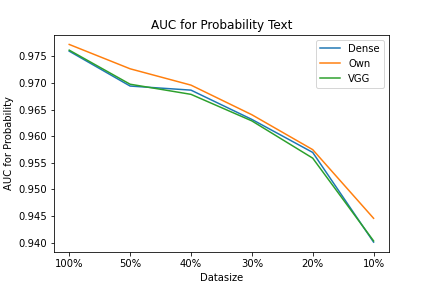 AUC for Probability Text
Dense
Own
VGG
AUC for Probability
0.975
0.970
0.965
0.960
0.955
0.950
0.945
0.940
100%
50%
40%
30%
20%
10%
Datasize